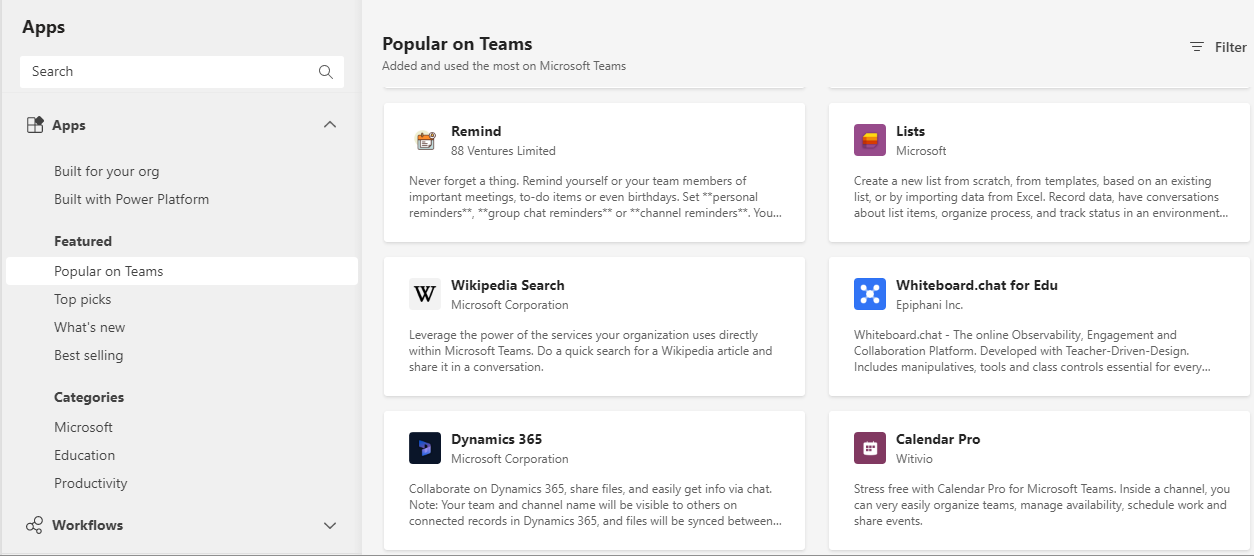 Apps
Search
Apps
Built for your org
Built with Power Platform
Featured
Popular on Teams
Top picks
What's new
Best selling
Categories
Microsoft
Education
Productivity
Workflows
Popular on Teams
Added and used the most on Microsoft Teams
Filter
Remind
88 Ventures Limited
Never forget a thing. Remind yourself or your team members of
important meetings, to-do items or even birthdays. Set **personal
reminders**, **group chat reminders** or **channel reminders**. You...
Lists
Microsoft
Create a new list from scratch, from templates, based on an existing
list, or by importing data from Excel. Record data, have conversations
about list items, organize process, and track status in an environment...
W
Wikipedia Search
Microsoft Corporation
Leverage the power of the services your organization uses directly
within Microsoft Teams. Do a quick search for a Wikipedia article and
share it in a conversation.
Whiteboard.chat for Edu
Epiphani Inc.
Whiteboard.chat - The online Observability, Engagement and
Collaboration Platform. Developed with Teacher-Driven-Design.
Includes manipulatives, tools and class controls essential for every...
Dynamics 365
Microsoft Corporation
Collaborate on Dynamics 365, share files, and easily get info via chat.
Note: Your team and channel name will be visible to others on
connected records in Dynamics 365, and files will be synced between...
Calendar Pro
Witivio
Stress free with Calendar Pro for Microsoft Teams. Inside a channel, you
can very easily organize teams, manage availability, schedule work and
share events.